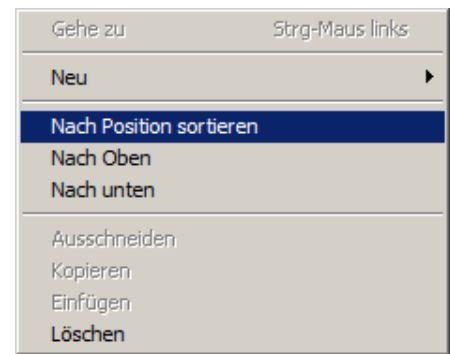 Gehe zu Strg-Maus links
Neu
Nach Position sortieren
Nach Oben
Nach unten
Ausschneiden
Kopieren
Einfügen
Löschen